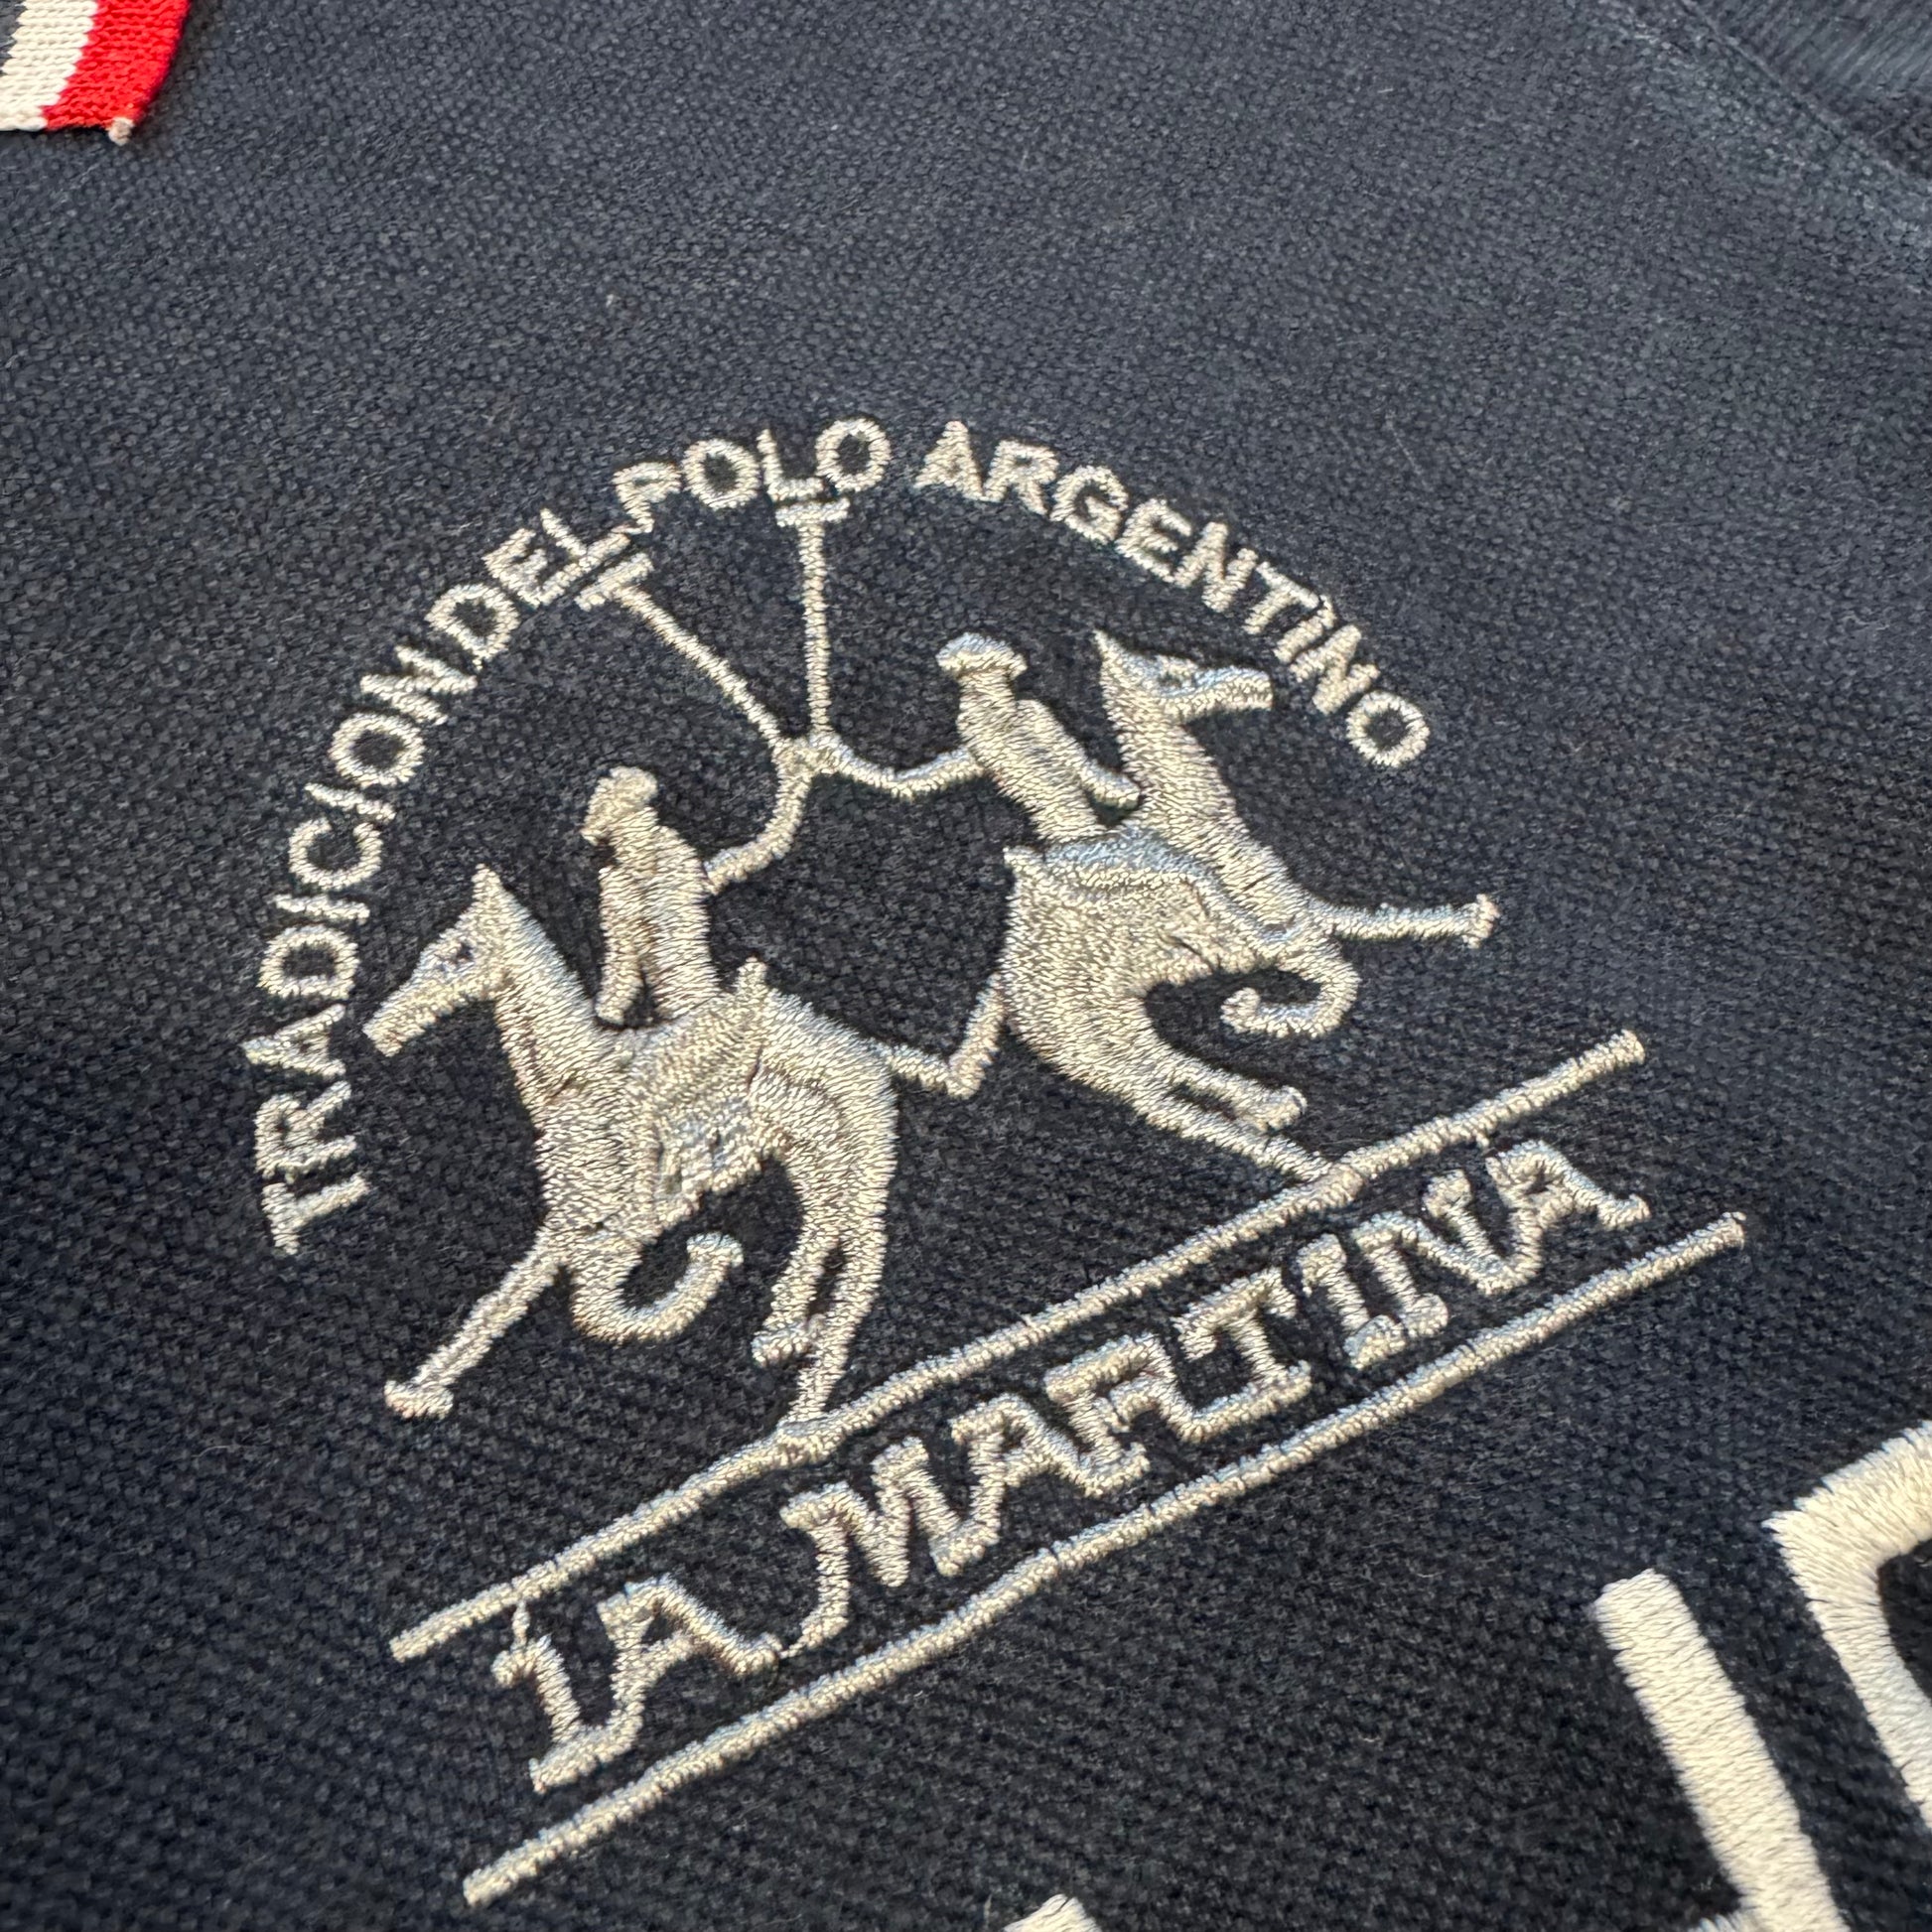 TRADICION DEL POLO ARGENTINO
LA MARTINA